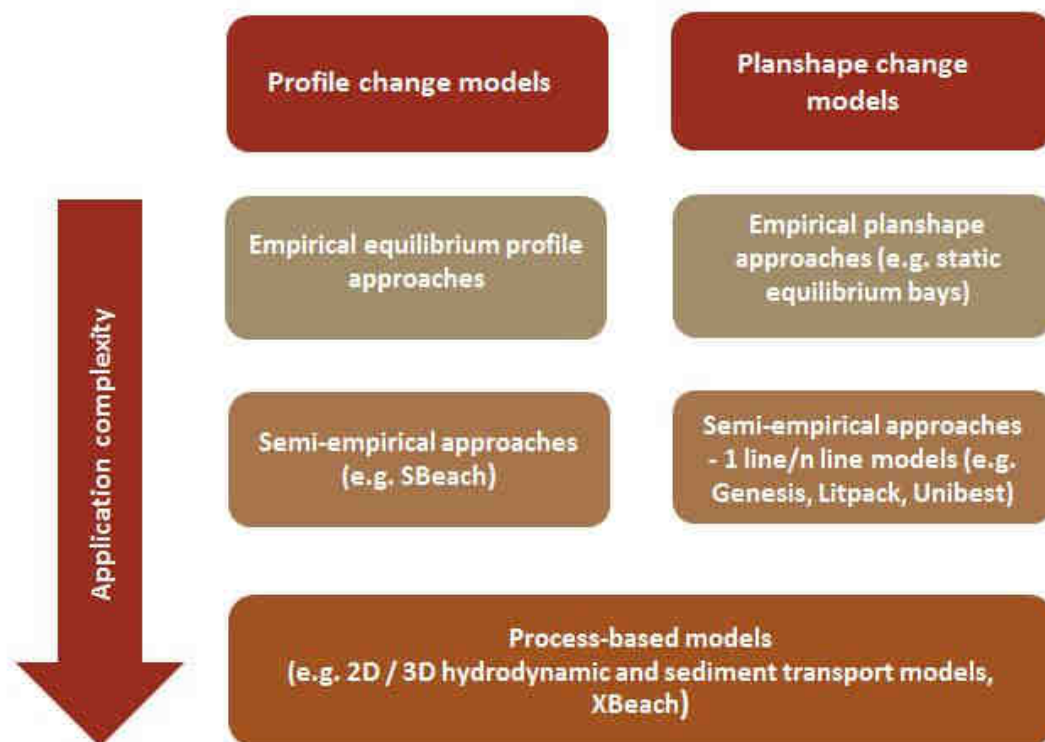 Profile change models
Planshape change
models
Empirical equilibrium profile
approaches
Empirical planshape
approaches (e.g. static
equilibrium bays)
Application complexity
Semi-empirical approaches
(e.g. SBeach)
Semi-empirical approaches
- 1 line/n line models (e.g.
Genesis, Litpack, Unibest)
Process-based models
(e.g. 2D / 3D hydrodynamic and sediment transport models,
XBeach)